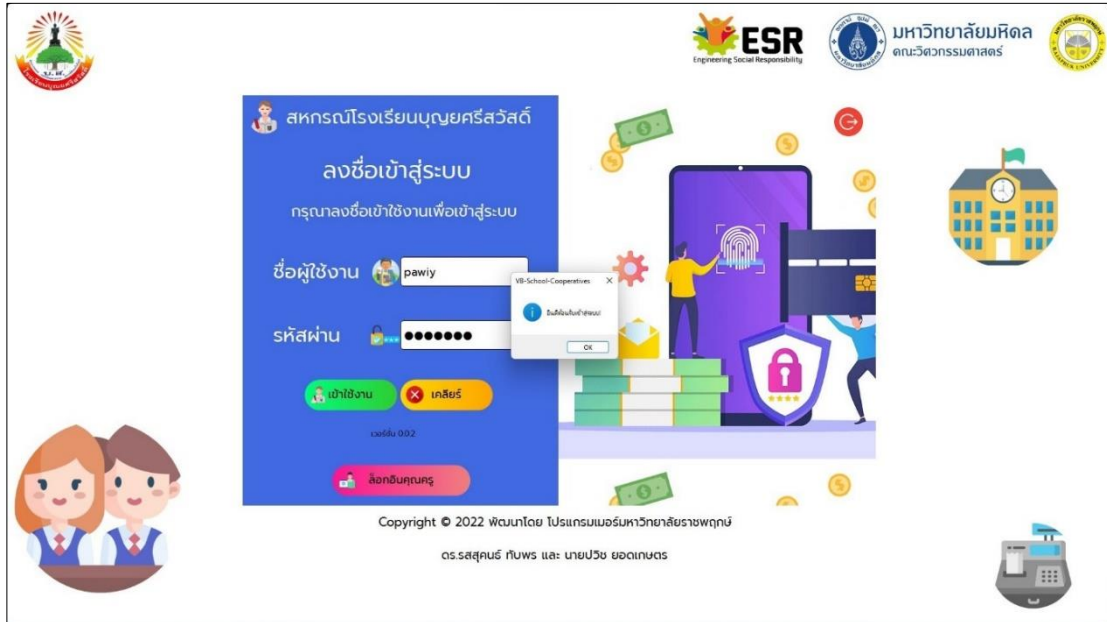 ESR
Engineering Social Responsibility
มหาวิทยาลัยมหิดล
คณะวิศวกรรมศาสตร์
สหกรณ์โรงเรียนบุญยศรีสวัสดิ์
ลงชื่อเข้าสู่ระบบ
กรุณาลงชื่อเข้าใช้งานเพื่อเข้าสู่ระบบ
ชื่อผู้ใช้งาน
pawiy
รหัสผ่าน
VB-School-Cooperatives
OK
เข้าใช้งาน
เคลียร์
เวอร์ชั่น 0.0.2
ล็อกอินคุณครู
Copyright © 2022 พัฒนาโดย โปรแกรมเมอร์มหาวิทยาลัยราชพฤกษ์
ดร.รสสุคนธ์ ทับพร และ นายปวิช ยอดเกษตร